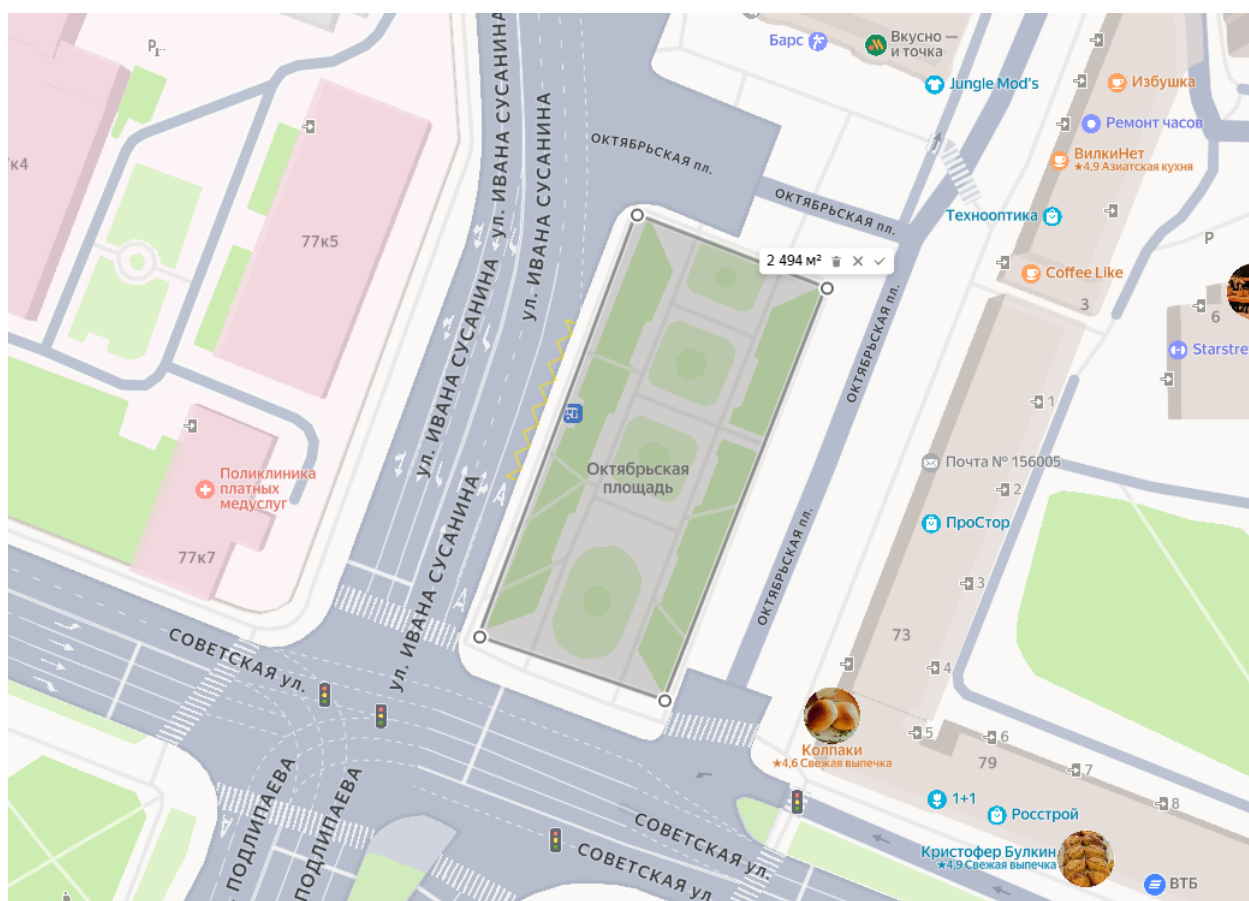 P
Барс
Вкусно —
и точка
Jungle Mod's
Избушка
Ремонт часов
ВилкиНет
★4,9 Азиатская кухня
Технооптика
Coffee Like
3
P
6
Starstre
к4
77к5
ул. ИВАНА СУСАНИНА
ул. ИВАНА СУСАНИНА
ул. ИВАНА СУСАНИНА
ул. ИВАНА СУСАНИНА
ОКТЯБРЬСКАЯ пл.
ОКТЯБРЬСКАЯ пл.
2 494 м²
ОКТЯБРЬСКАЯ пл.
1
Почта № 156005
2
Октябрьская
площадь
ПроСтор
Поликлиника
платных
медуслуг
A
77к7
ОКТЯБРЬСКАЯ пл.
3
73
A
4
СОВЕТСКАЯ ул.
5
6
79
7
8
Колпаки
★4,6 Свежая выпечка
1+1
Росстрой
A
ПОДЛИПАЕВА
ПОДЛИПАЕВА
СОВЕТСКАЯ ул.
СОВЕТСКАЯ ул.
Кристофер Булкин
★4,9 Свежая выпечка
ВТБ